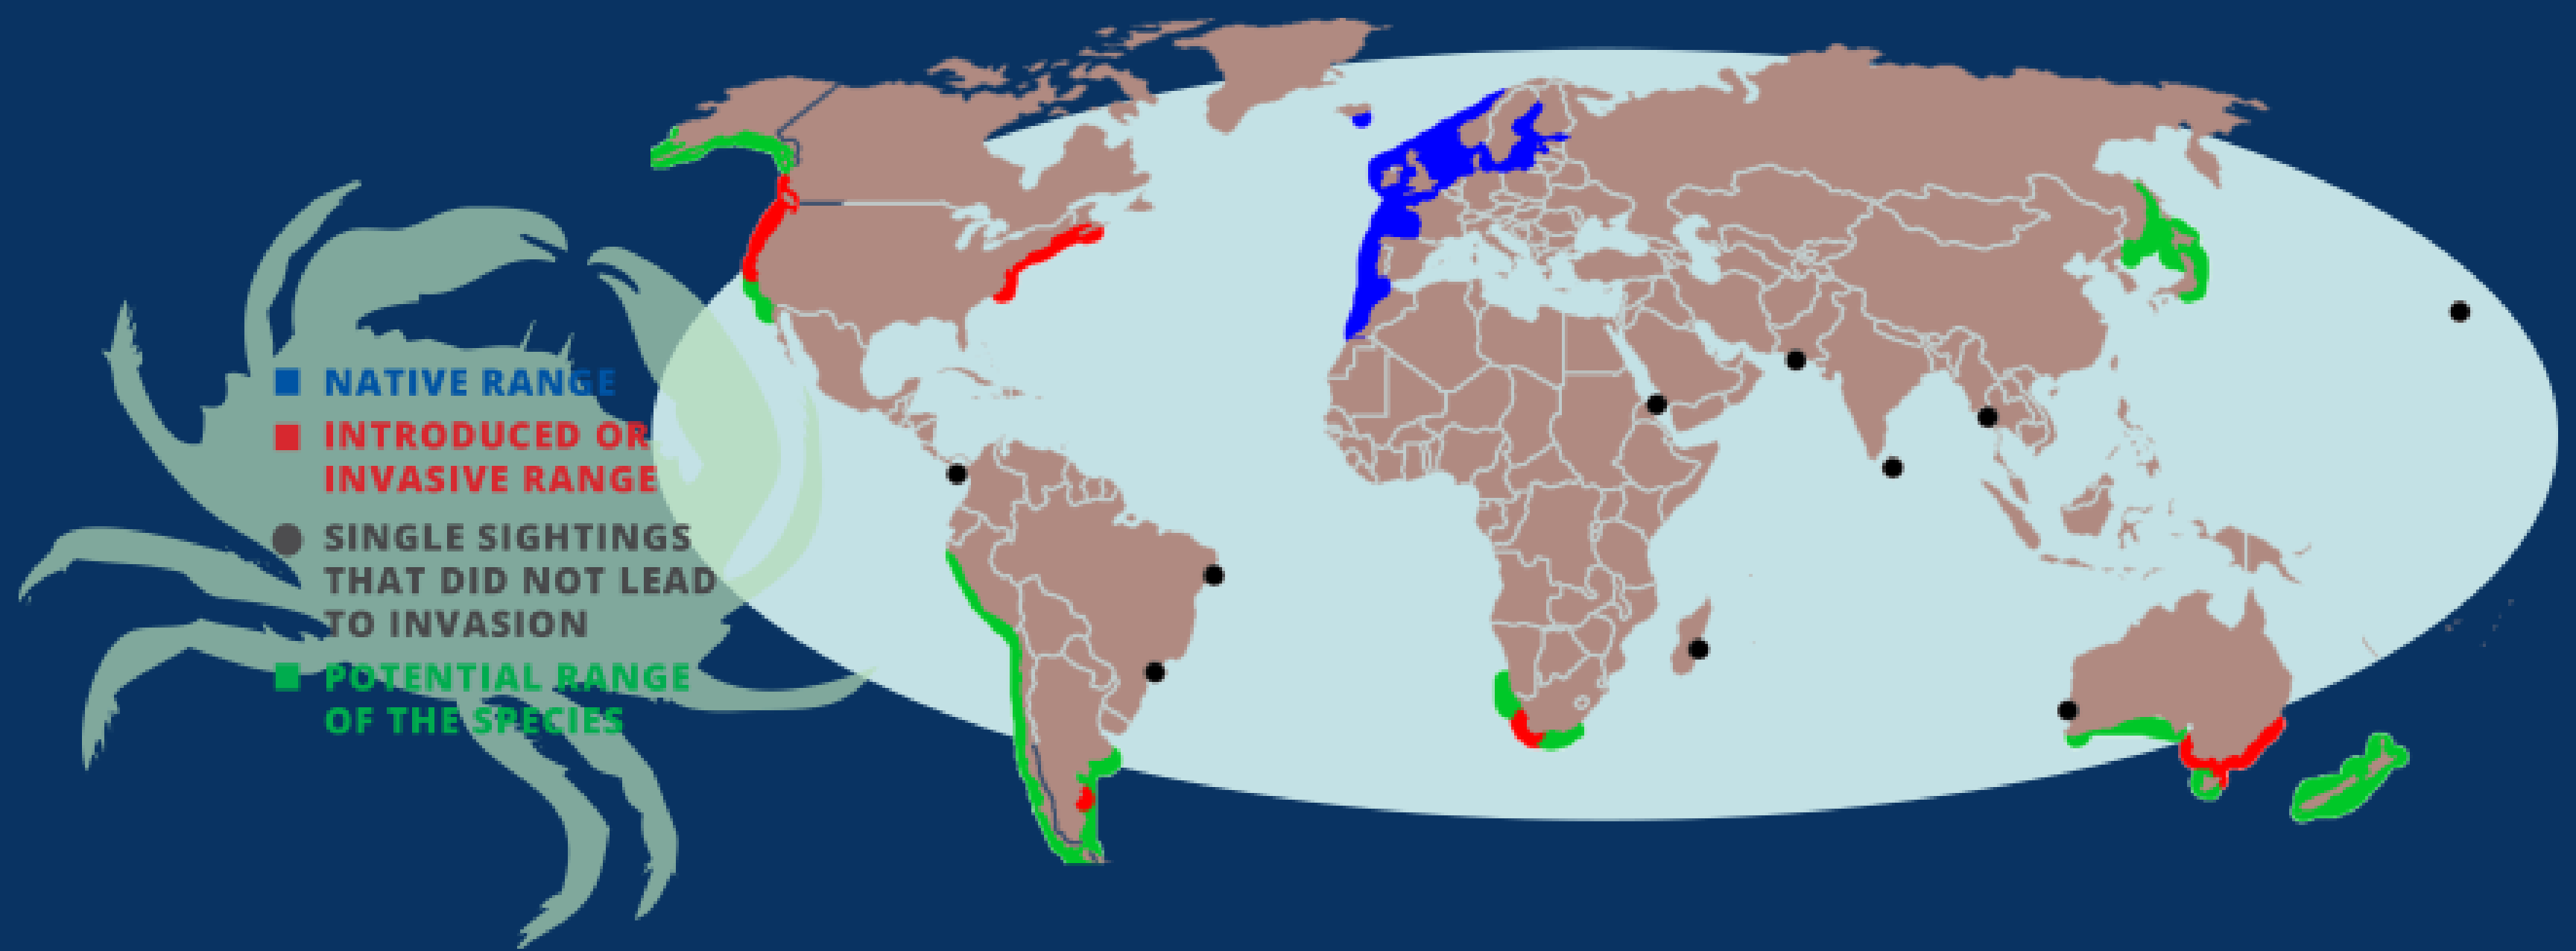 NATIVE RANGE
INTRODUCED OR
INVASIVE RANGE
SINGLE SIGHTINGS
THAT DID NOT LEAD
TO INVASION
POTENTIAL RANGE
OF THE SPECIES